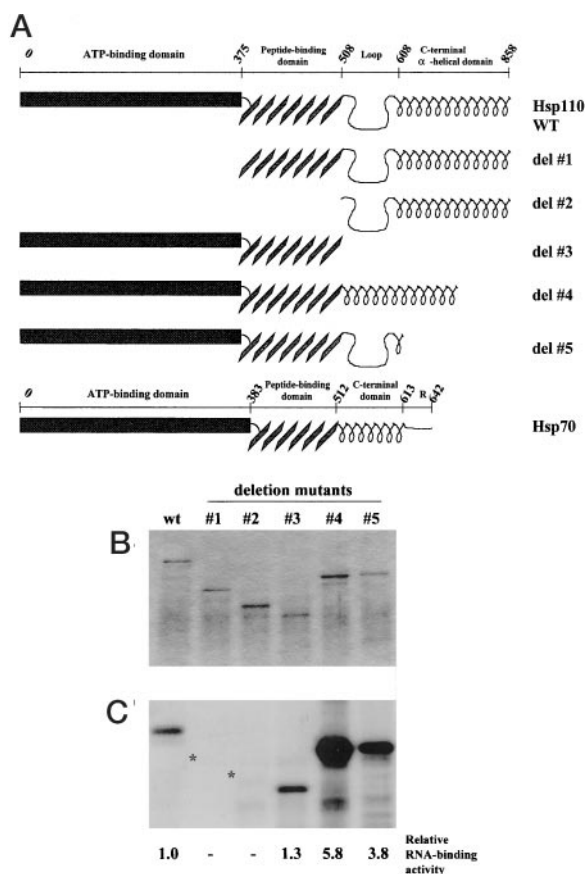 A
0 ATP-binding domain 375 Peptide-binding domain 508 Loop 608 C-terminal α-helical domain 858
Hsp110
WT
del #1
del #2
del #3
del #4
del #5
0 ATP-binding domain 383 Peptide-binding domain 512 C-terminal domain 613 R 642
Hsp70
deletion mutants
wt #1 #2 #3 #4 #5
B
C
*
*
1.0 - - 1.3 5.8 3.8
Relative
RNA-binding
activity